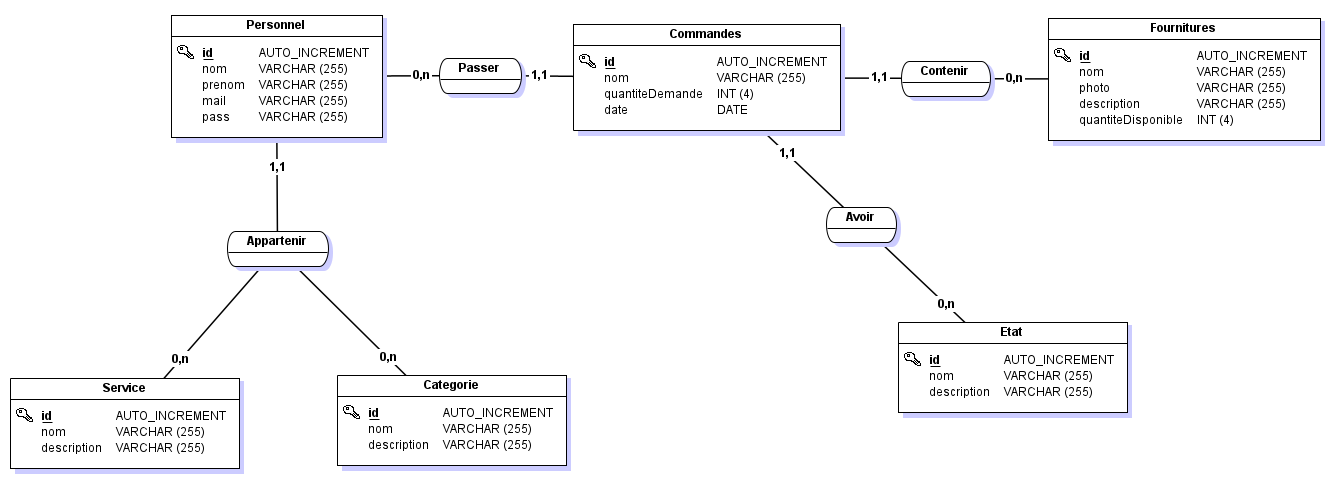 Personnel
id AUTO_INCREMENT
nom VARCHAR (255)
prenom VARCHAR (255)
mail VARCHAR (255)
pass VARCHAR (255)
0,n
Passer
1,1
Commandes
id AUTO_INCREMENT
nom VARCHAR (255)
quantiteDemande INT (4)
date DATE
1,1
Contenir
0,n
Fournitures
id AUTO_INCREMENT
nom VARCHAR (255)
photo VARCHAR (255)
description VARCHAR (255)
quantiteDisponible INT (4)
1,1
Appartenir
0,n
0,n
1,1
Avoir
0,n
Service
id AUTO_INCREMENT
nom VARCHAR (255)
description VARCHAR (255)
Categorie
id AUTO_INCREMENT
nom VARCHAR (255)
description VARCHAR (255)
Etat
id AUTO_INCREMENT
nom VARCHAR (255)
description VARCHAR (255)